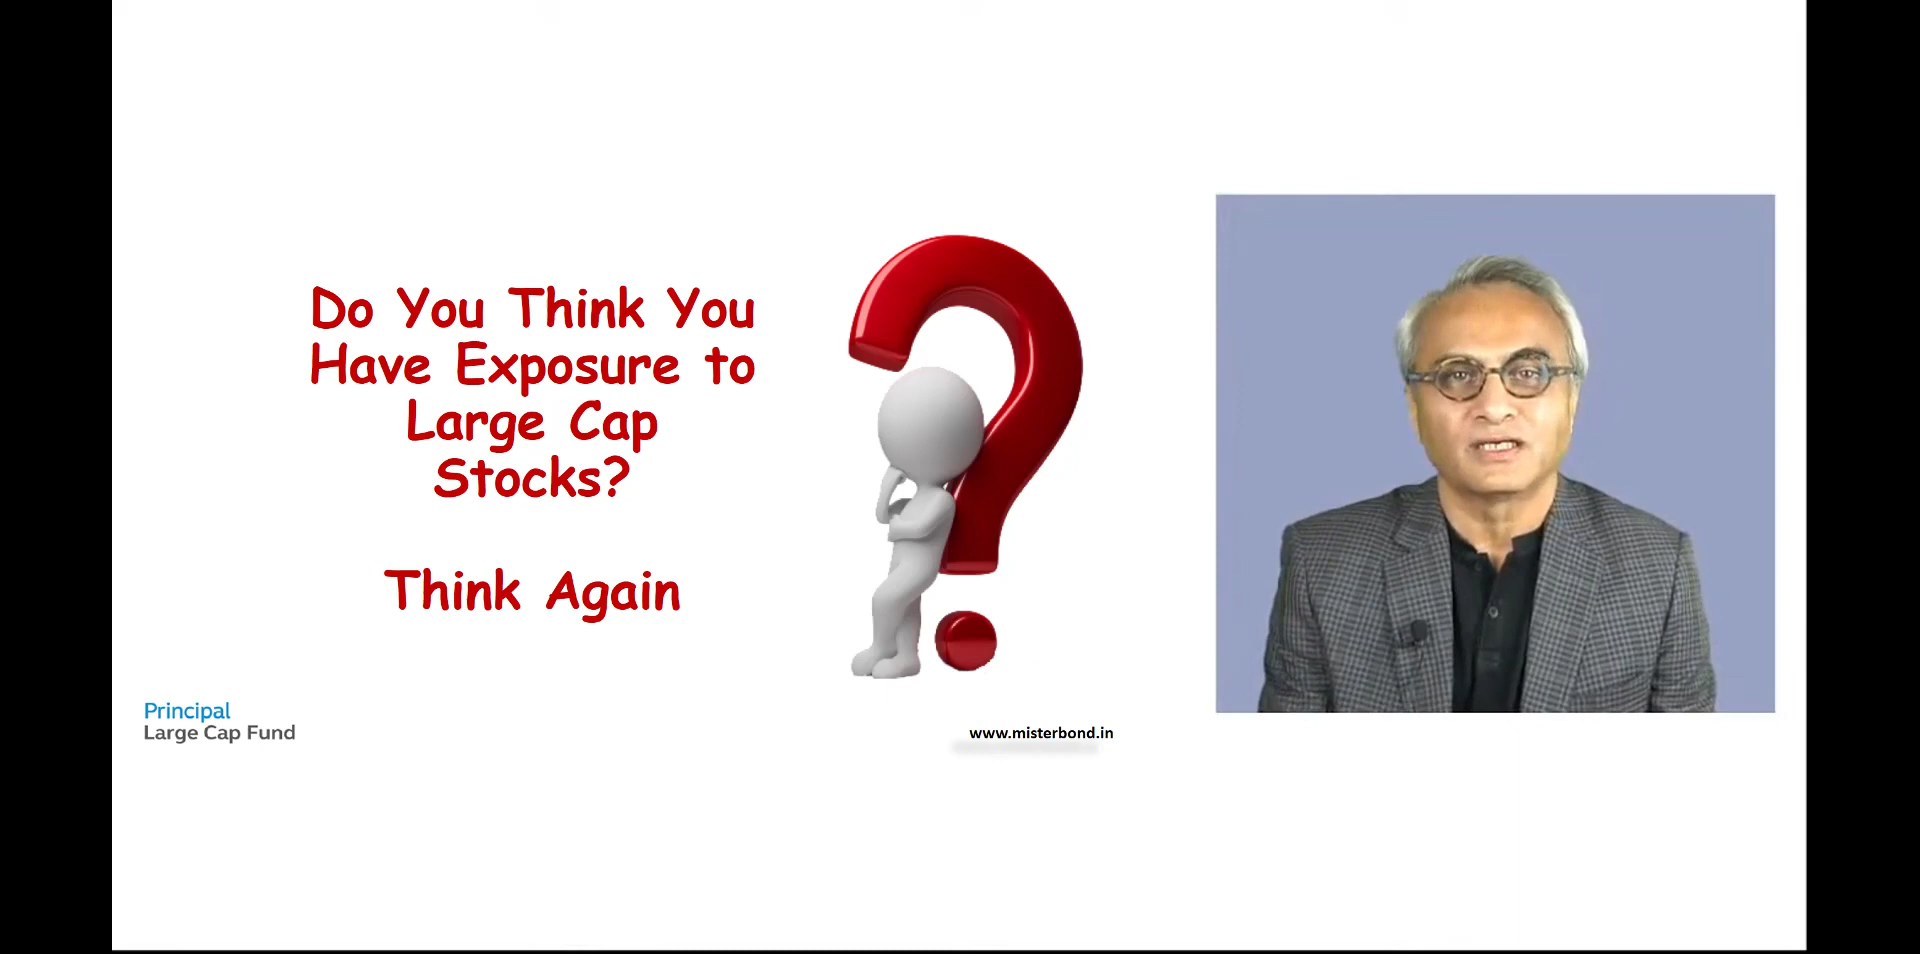 Do You Think You
Have Exposure to
Large Cap
Stocks?
Think Again
Principal
Large Cap Fund
www.misterbond.in